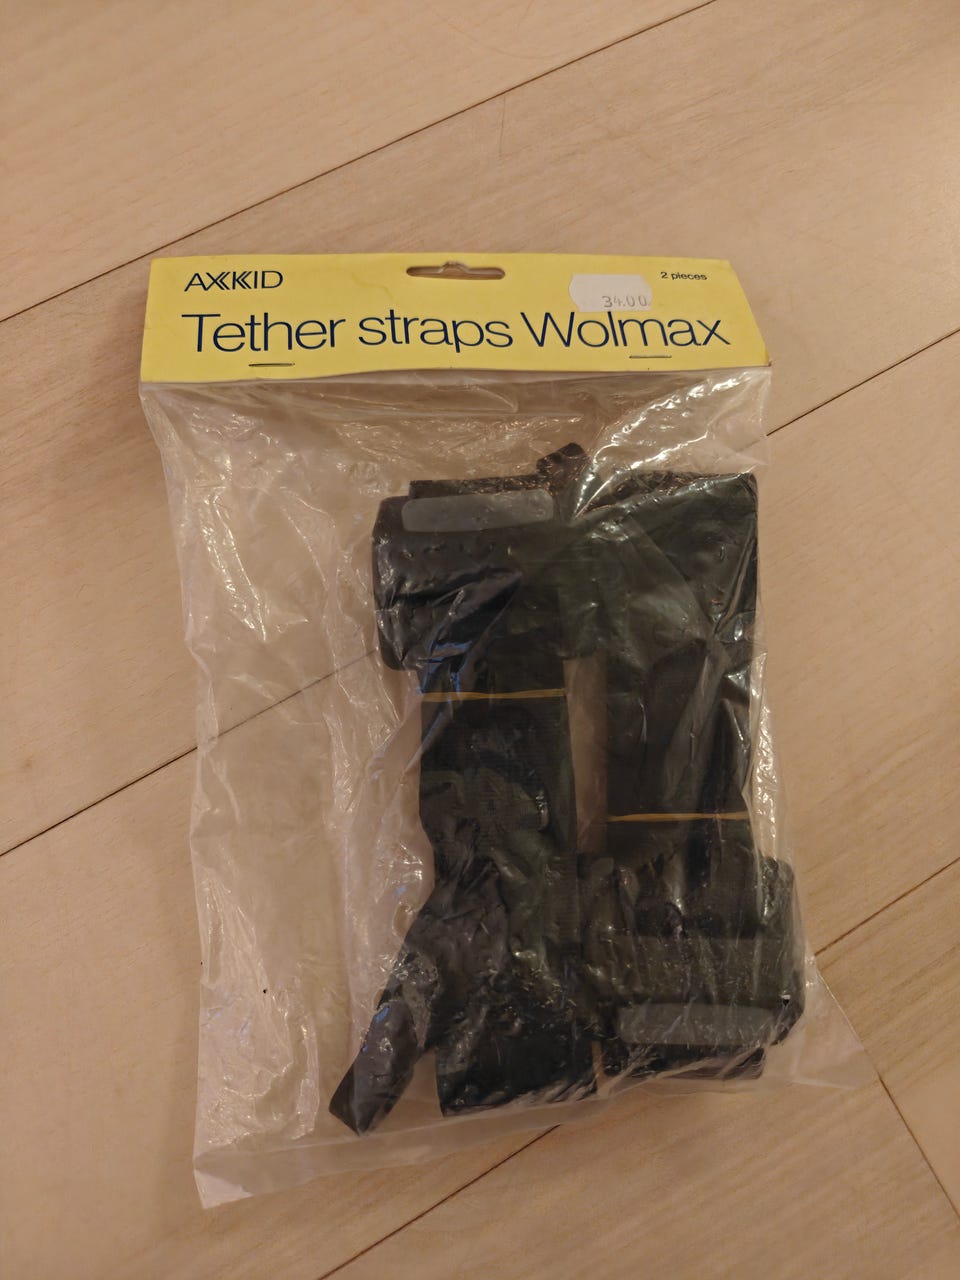 AXKID
2 pieces
34.00
Tether straps Wolmax